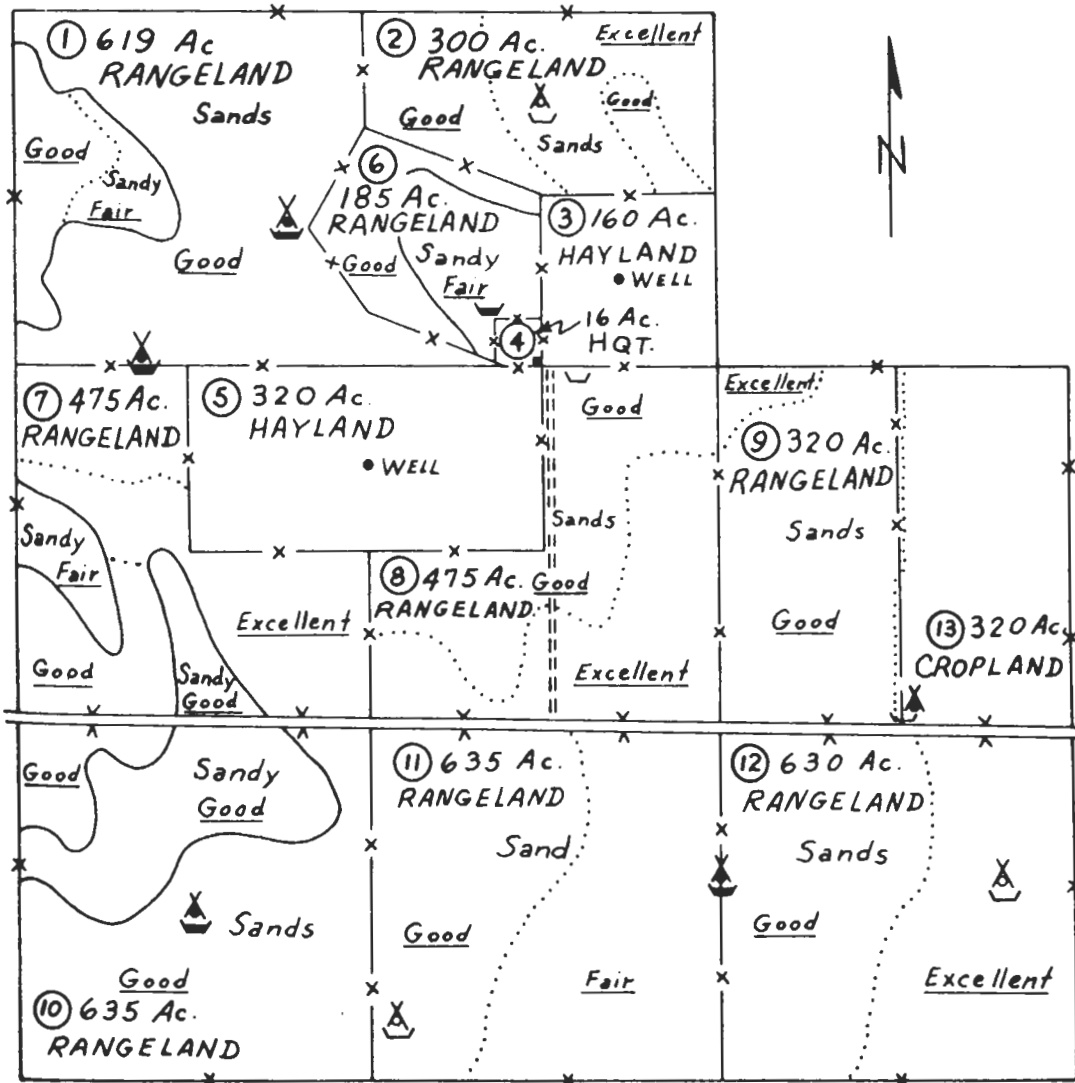 ① 619 Ac
RANGELAND
Sands
Good
Sandy
Fair
Good
② 300 Ac.
RANGELAND
Excellent
Good
Good
Sands
⑥
185 Ac.
RANGELAND
Good
Sandy
Fair
③ 160 Ac.
HAYLAND
WELL
④
16 Ac.
HQT.
N
⑦ 475 Ac.
RANGELAND
Sandy
Fair
Good
Excellent
Sandy
Good
⑤ 320 Ac.
HAYLAND
WELL
Good
Sands
⑧ 475 Ac.
RANGELAND
Good
Excellent
Excellent
⑨ 320 Ac.
RANGELAND
Sands
Good
⑬ 320 Ac.
CROPLAND
Good
Sandy
Good
Sands
Good
⑩ 635 Ac.
RANGELAND
⑪ 635 Ac.
RANGELAND
Sand
Good
Fair
⑫ 630 Ac.
RANGELAND
Sands
Good
Excellent